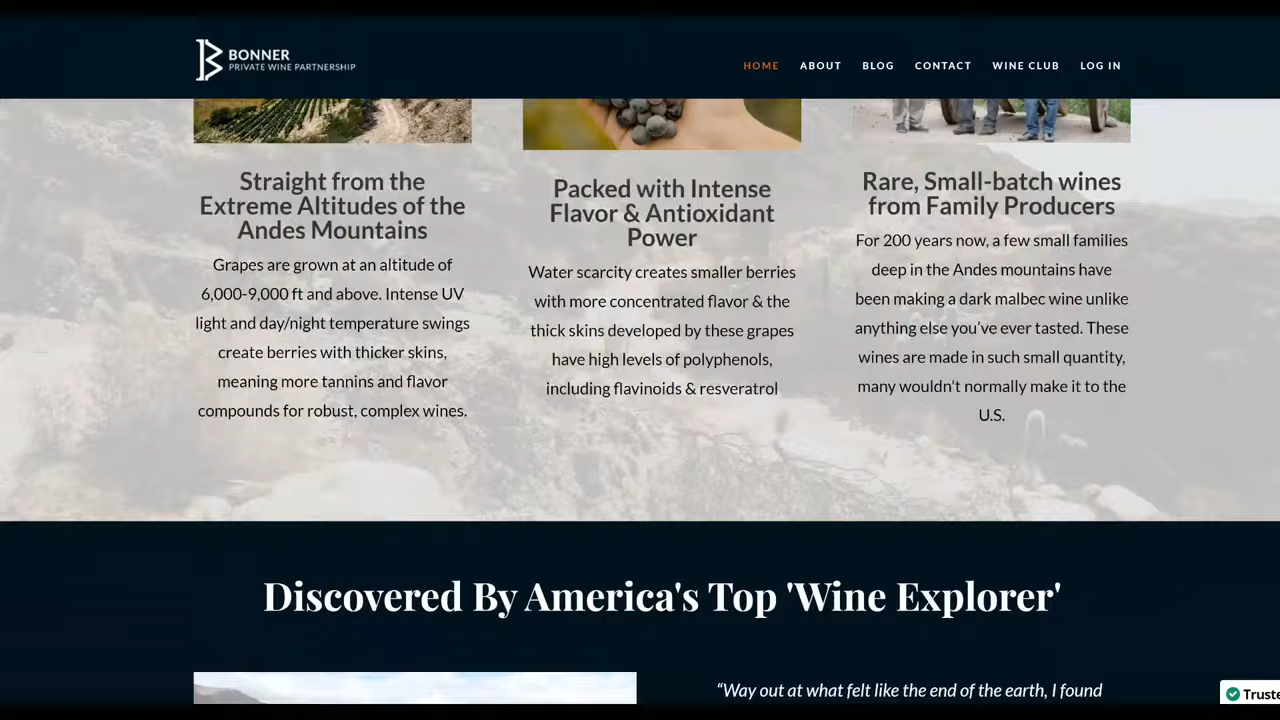 BONNER
PRIVATE WINE PARTNERSHIP
HOME ABOUT BLOG CONTACT WINE CLUB LOG IN
Straight from the
Extreme Altitudes of the
Andes Mountains
Grapes are grown at an altitude of
6,000-9,000 ft and above. Intense UV
light and day/night temperature swings
create berries with thicker skins,
meaning more tannins and flavor
compounds for robust, complex wines.
Packed with Intense
Flavor & Antioxidant
Power
Water scarcity creates smaller berries
with more concentrated flavor & the
thick skins developed by these grapes
have high levels of polyphenols,
including flavinoids & resveratrol
Rare, Small-batch wines
from Family Producers
For 200 years now, a few small families
deep in the Andes mountains have
been making a dark malbec wine unlike
anything else you’ve ever tasted. These
wines are made in such small quantity,
many wouldn't normally make it to the
U.S.
Discovered By America's Top 'Wine Explorer'
“Way out at what felt like the end of the earth, I found
Truste